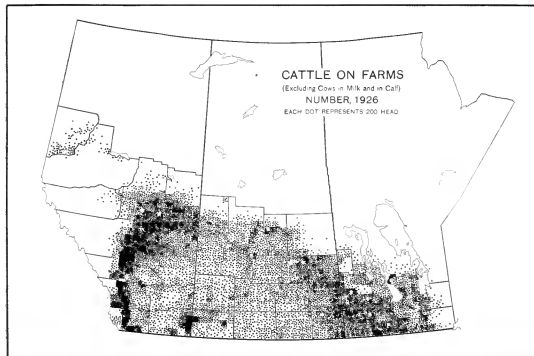 CATTLE ON FARMS
(Excluding Cows in Milk and in Calf)
NUMBER, 1926
EACH DOT REPRESENTS 200 HEAD